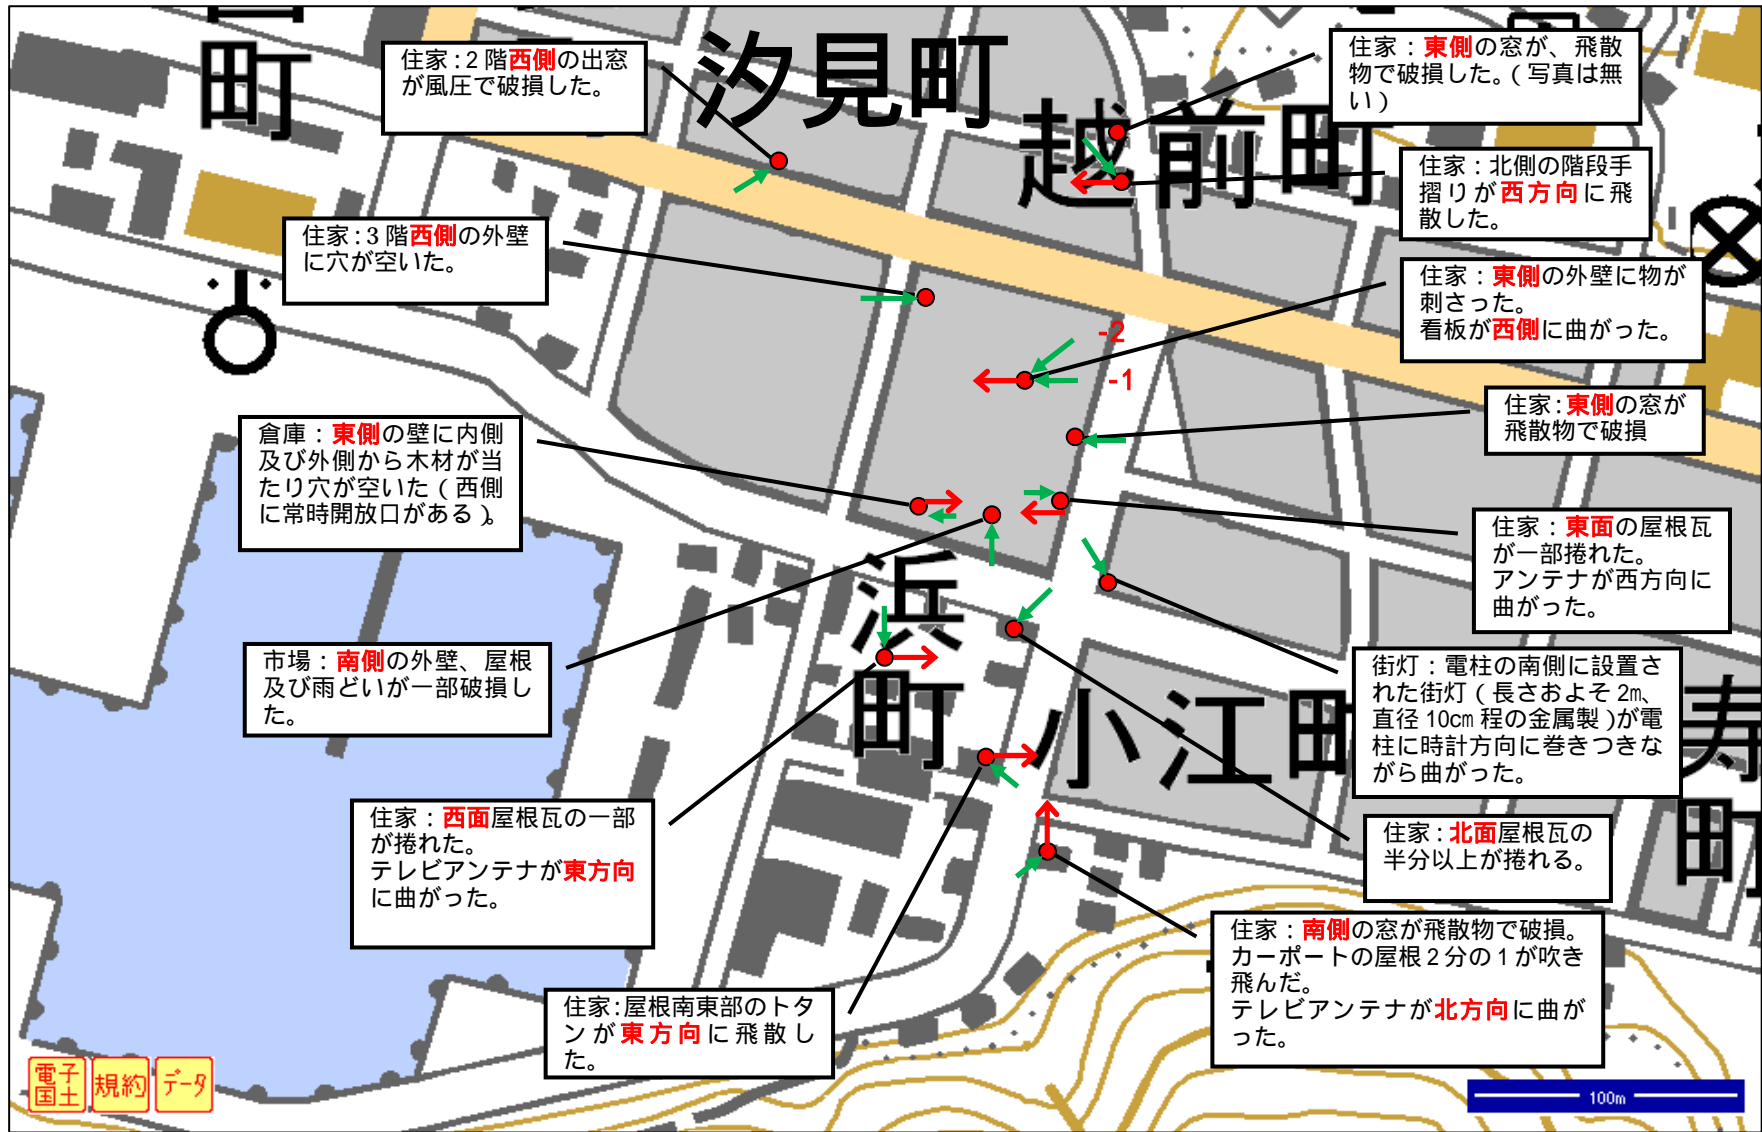 町
汐見町
越前町
住家：2階西側の出窓
が風圧で破損した。
住家：東側の窓が、飛散
物で破損した。（写真は無
い）
住家：北側の階段手
摺りが西方向に飛
散した。
住家：3階西側の外壁
に穴が空いた。
住家：東側の外壁に物が
刺さった。
看板が西側に曲がった。
-2
-1
住家：東側の窓が
飛散物で破損
倉庫：東側の壁に内側
及び外側から木材が当
たり穴が空いた（西側
に常時開放口がある）。
住家：東面の屋根瓦
が一部捲れた。
アンテナが西方向に
曲がった。
浜
町
市場：南側の外壁、屋根
及び雨どいが一部破損し
た。
街灯：電柱の南側に設置さ
れた街灯（長さおよそ2m、
直径10cm程の金属製）が電
柱に時計方向に巻きつきな
がら曲がった。
小江町
寿
町
住家：西面屋根瓦の一部
が捲れた。
テレビアンテナが東方向
に曲がった。
住家：北面屋根瓦の
半分以上が捲れる。
住家：南側の窓が飛散物で破損。
カーポートの屋根2分の1が吹き
飛んだ。
テレビアンテナが北方向に曲が
った。
住家：屋根南東部のトタ
ンが東方向に飛散し
た。
電子
国土
規約
データ
100m